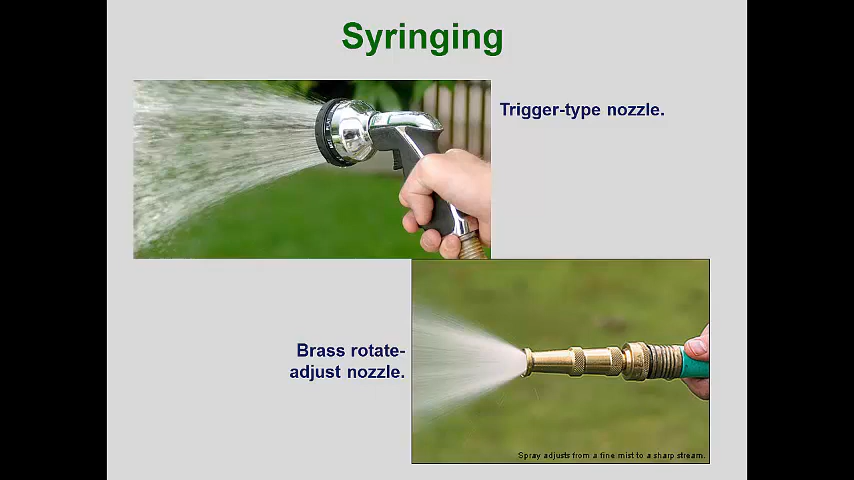 Syringing
Trigger-type nozzle.
Brass rotate-
adjust nozzle.
Spray adjusts from a fine mist to a sharp stream.